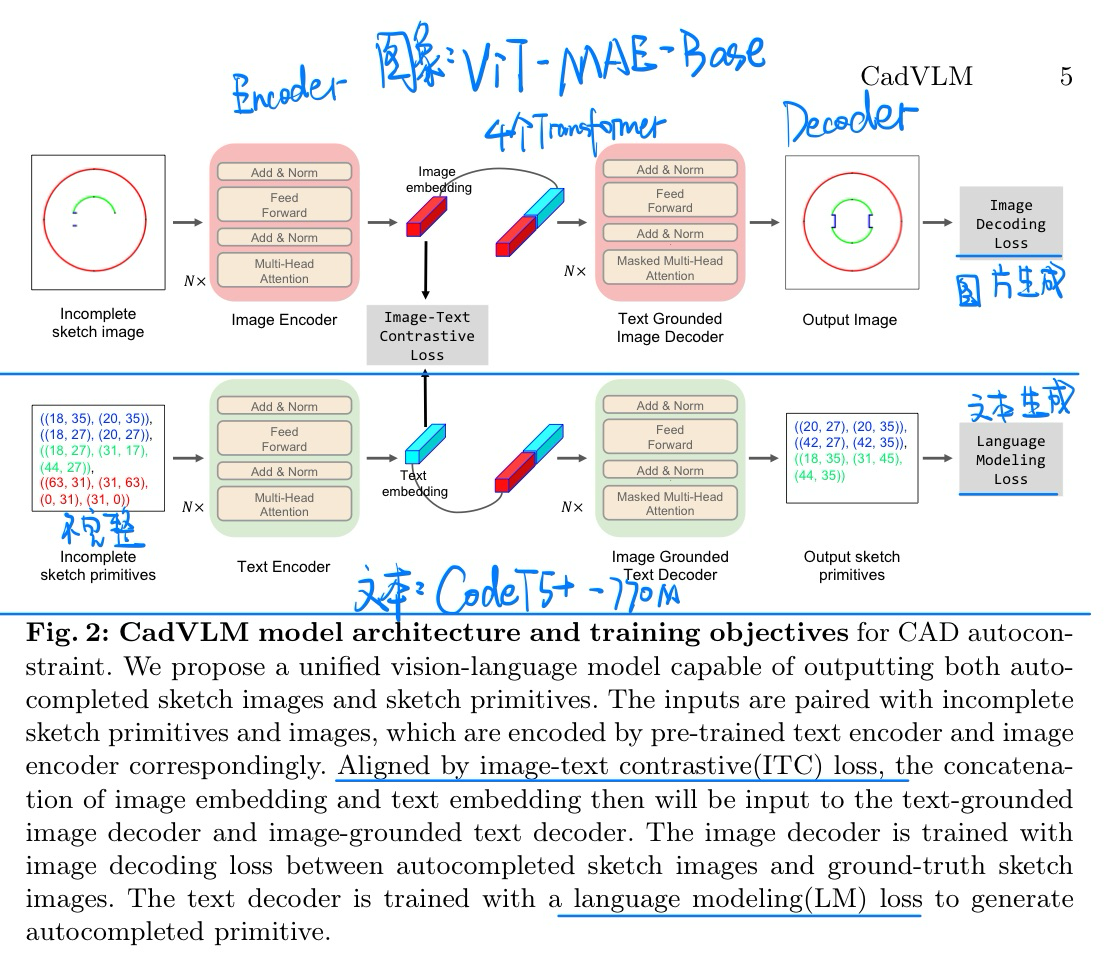 图象:ViT-MAE-Base
Encoder
CadVLM 5
4个Transformer
Decoder
Add & Norm
Feed
Forward
Add & Norm
Multi-Head
Attention
N×
Incomplete
sketch image
Image Encoder
Image
embedding
Image-Text
Contrastive
Loss
Add & Norm
Feed
Forward
Add & Norm
Masked Multi-Head
Attention
N×
Text Grounded
Image Decoder
Output Image
Image
Decoding
Loss
图片生成
((18, 35), (20, 35)),
((18, 27), (20, 27)),
((18, 27), (31, 17),
(44, 27)),
((63, 31), (31, 63),
(0, 31), (31, 0))
不完整
Incomplete
sketch primitives
Add & Norm
Feed
Forward
Add & Norm
Multi-Head
Attention
N×
Text Encoder
Text
embedding
Add & Norm
Feed
Forward
Add & Norm
Masked Multi-Head
Attention
N×
Image Grounded
Text Decoder
((20, 27), (20, 35)),
((42, 27), (42, 35)),
((18, 35), (31, 45),
(44, 35))
Output sketch
primitives
文本生成
Language
Modeling
Loss
文本:CodeT5+ -770M
Fig. 2: CadVLM model architecture and training objectives for CAD autocon-
straint. We propose a unified vision-language model capable of outputting both auto-
completed sketch images and sketch primitives. The inputs are paired with incomplete
sketch primitives and images, which are encoded by pre-trained text encoder and image
encoder correspondingly. Aligned by image-text contrastive(ITC) loss, the concatena-
tion of image embedding and text embedding then will be input to the text-grounded
image decoder and image-grounded text decoder. The image decoder is trained with
image decoding loss between autocompleted sketch images and ground-truth sketch
images. The text decoder is trained with a language modeling(LM) loss to generate
autocompleted primitive.